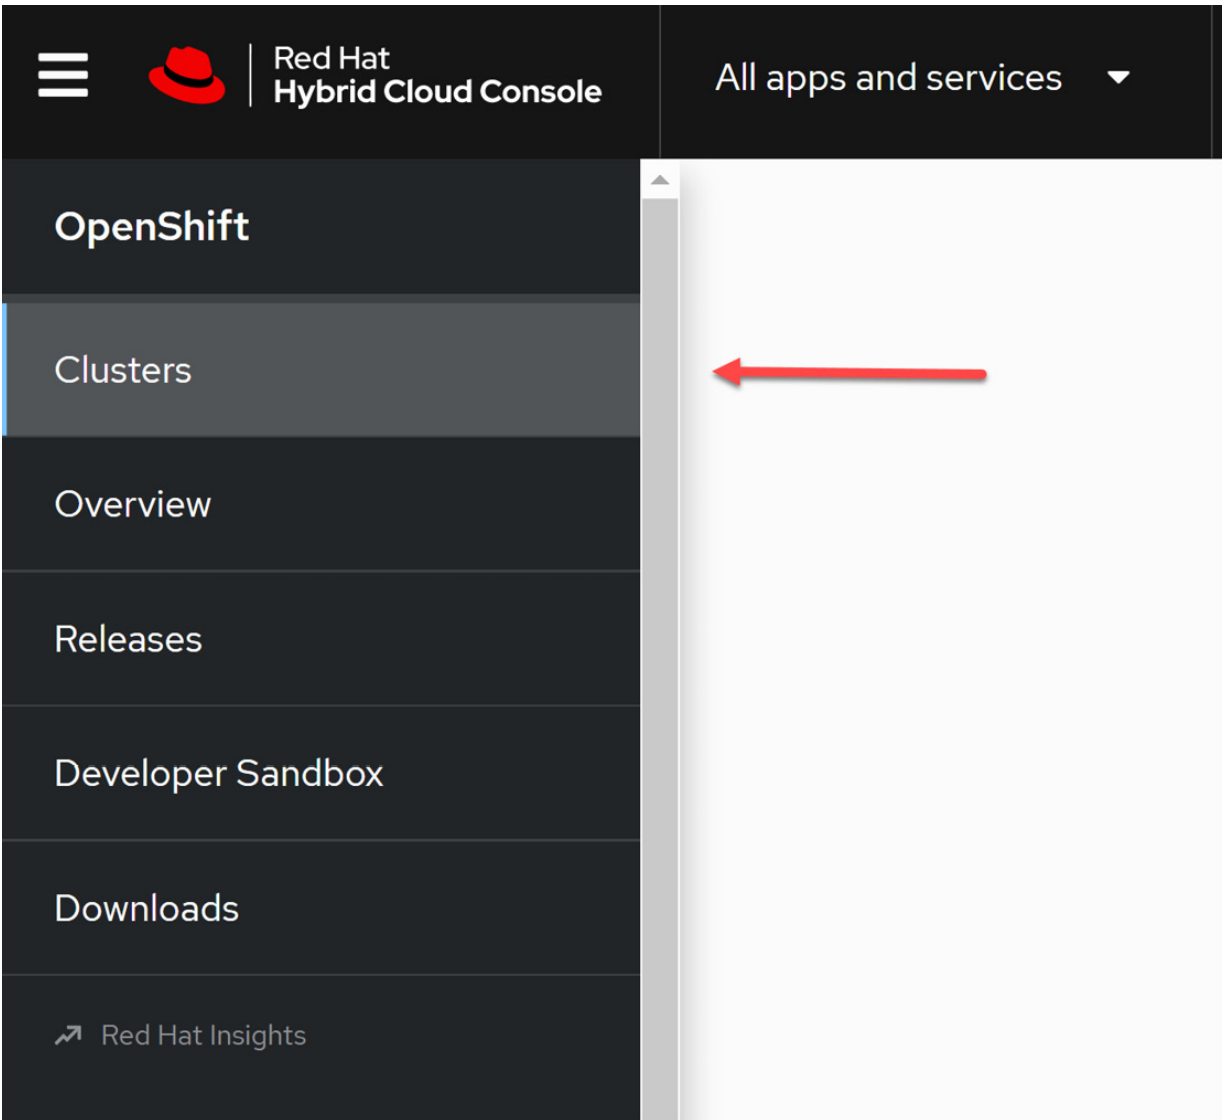 Red Hat
Hybrid Cloud Console
All apps and services
OpenShift
Clusters
Overview
Releases
Developer Sandbox
Downloads
Red Hat Insights